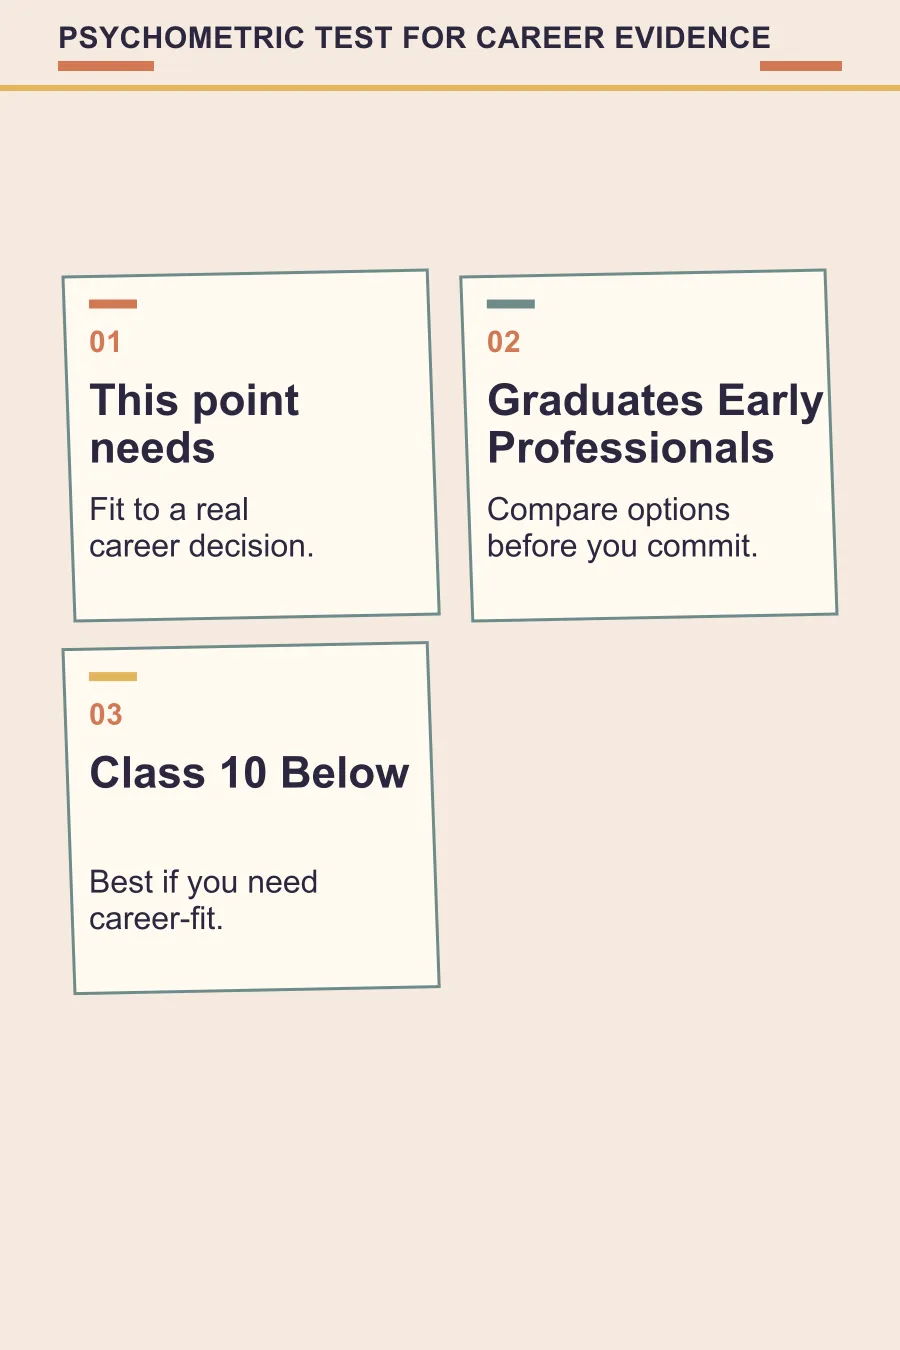 PSYCHOMETRIC TEST FOR CAREER EVIDENCE
01
This point
needs
Fit to a real
career decision.
02
Graduates Early
Professionals
Compare options
before you commit.
03
Class 10 Below
Best if you need
career-fit.